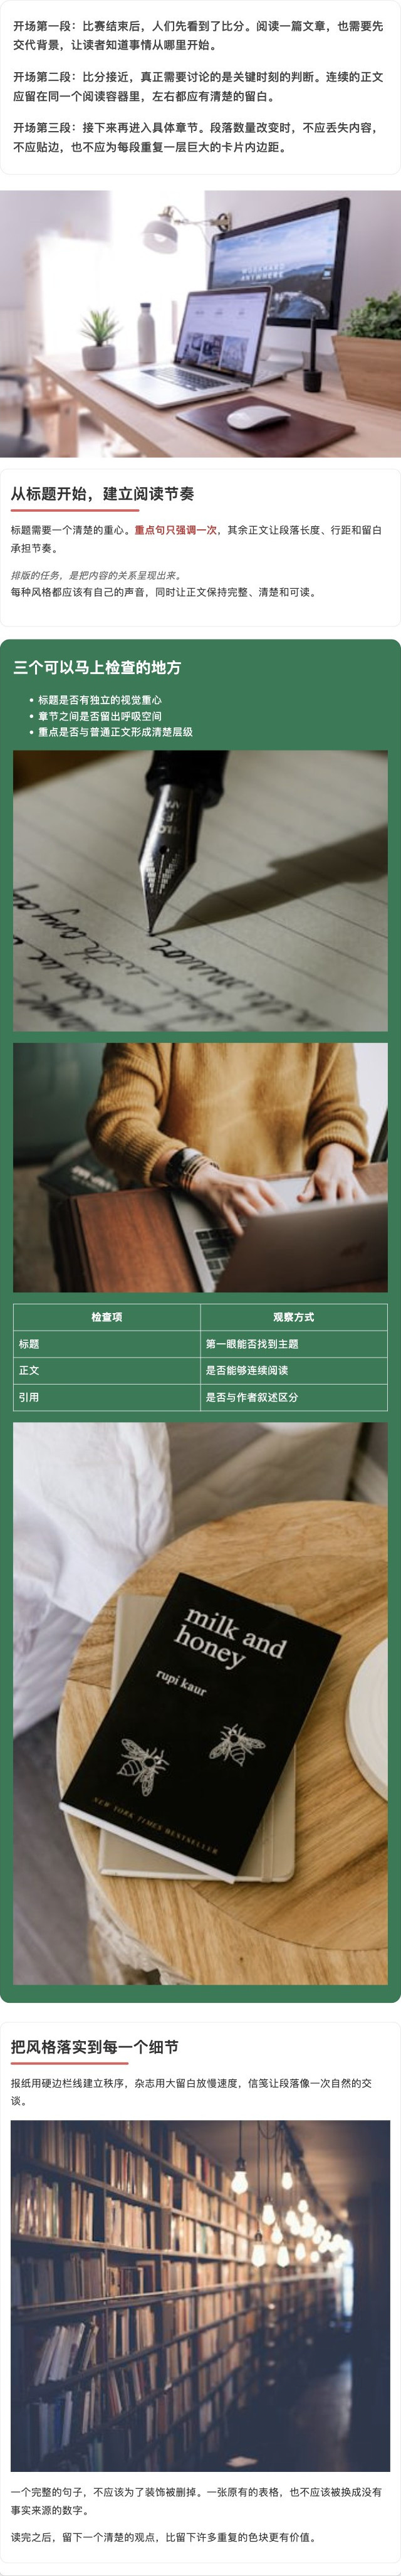 开场第一段：比赛结束后，人们先看到了比分。阅读一篇文章，也需要先
交代背景，让读者知道事情从哪里开始。
开场第二段：比分接近，真正需要讨论的是关键时刻的判断。连续的正文
应留在同一个阅读容器里，左右都应有清楚的留白。
开场第三段：接下来再进入具体章节。段落数量改变时，不应丢失内容，
不应贴边，也不应为每段重复一层巨大的卡片内边距。
从标题开始，建立阅读节奏
标题需要一个清楚的重心。重点句只强调一次，其余正文让段落长度、行距和留白
承担节奏。
排版的任务，是把内容的关系呈现出来。
每种风格都应该有自己的声音，同时让正文保持完整、清楚和可读。
三个可以马上检查的地方
• 标题是否有独立的视觉重心
• 章节之间是否留出呼吸空间
• 重点是否与普通正文形成清楚层级
检查项 观察方式
标题 第一眼能否找到主题
正文 是否能够连续阅读
引用 是否与作者叙述区分
milk and
honey
rupi kaur
NEW YORK TIMES BESTSELLER
把风格落实到每一个细节
报纸用硬边栏线建立秩序，杂志用大留白放慢速度，信笺让段落像一次自然的交
谈。
一个完整的句子，不应该为了装饰被删掉。一张原有的表格，也不应该被换成没有
事实来源的数字。
读完之后，留下一个清楚的观点，比留下许多重复的色块更有价值。